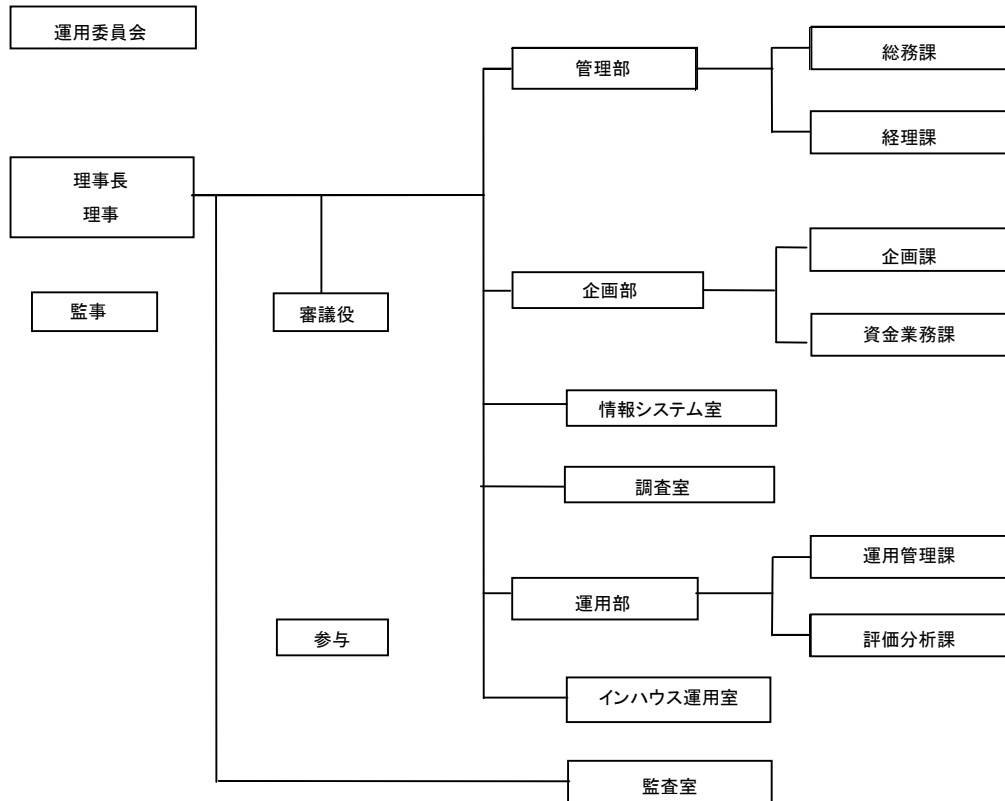 運用委員会
管理部
総務課
経理課
理事長
理事
企画課
監事
審議役
企画部
資金業務課
情報システム室
調査室
運用管理課
参与
運用部
評価分析課
インハウス運用室
監査室